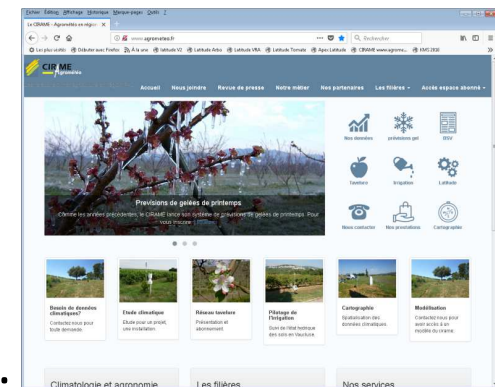 Fichier Édition Affichage Historique Marque-pages Outils ?
Le CIRAME - Agrométéo en région
www.agrometeo.fr
Rechercher
Les plus visités Débuter avec Firefox À la une latitude V2 Latitude Arbo Latitude VRA Latitude Tomate Apex Latitude CIRAME www.agrome...
CIRAME
Agrométéo
Accueil Nous joindre Revue de presse Notre métier Nos partenaires Les filières Accès espace abonné
Prévisions de gelées de printemps
Comme les années précédentes, le CIRAME lance son système de prévisions de gelées de printemps. Pour
vous inscrire
Nos données prévisions gel BSV
Tavelure Irrigation Latitude
Nous contacter Nos prestations Cartographie
Besoin de données
climatiques?
Contactez nous pour
toute demande.
Etude climatique
Etude pour un projet,
une installation.
Réseau tavelure
Présentation et
abonnement.
Pilotage de
l'irrigation
Suivi de l'état hydrique
des sols en Vaucluse.
Cartographie
Spatialisation des
données climatiques.
Modélisation
Contactez nous pour
avoir accès à un
modèle du cirame.
Climatologie et agronomie Les filières Nos services